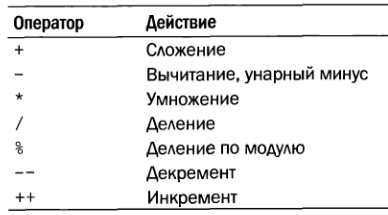 Оператор Действие
+ Сложение
– Вычитание, унарный минус
* Умножение
/ Деление
% Деление по модулю
-- Декремент
++ Инкремент